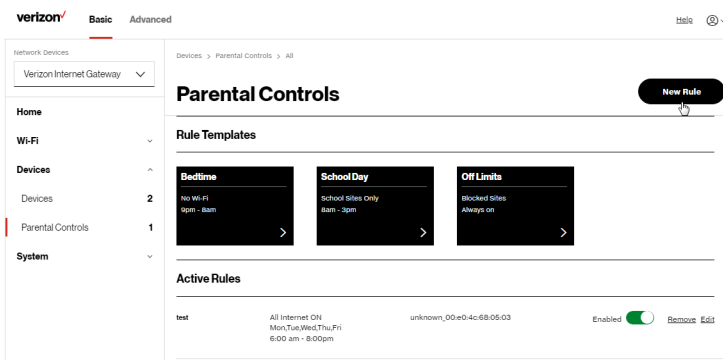 verizon✓
Basic
Advanced
Help
Network Devices
Verizon Internet Gateway
Home
Wi-Fi
Devices
Devices 2
Parental Controls 1
System
Devices > Parental Controls > All
Parental Controls
New Rule
Rule Templates
Bedtime
No Wi-Fi
9pm - 8am
School Day
School Sites Only
8am - 3pm
Off Limits
Blocked Sites
Always on
Active Rules
test
All Internet ON
Mon,Tue,Wed,Thu,Fri
6:00 am - 8:00pm
unknown_00:e0:4c:68:05:03
Enabled
Remove Edit